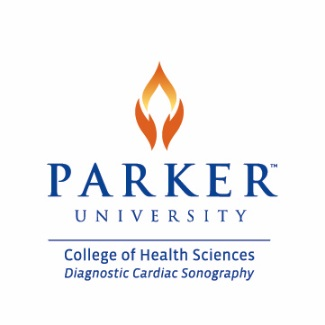 PARKER™
UNIVERSITY
College of Health Sciences
Diagnostic Cardiac Sonography